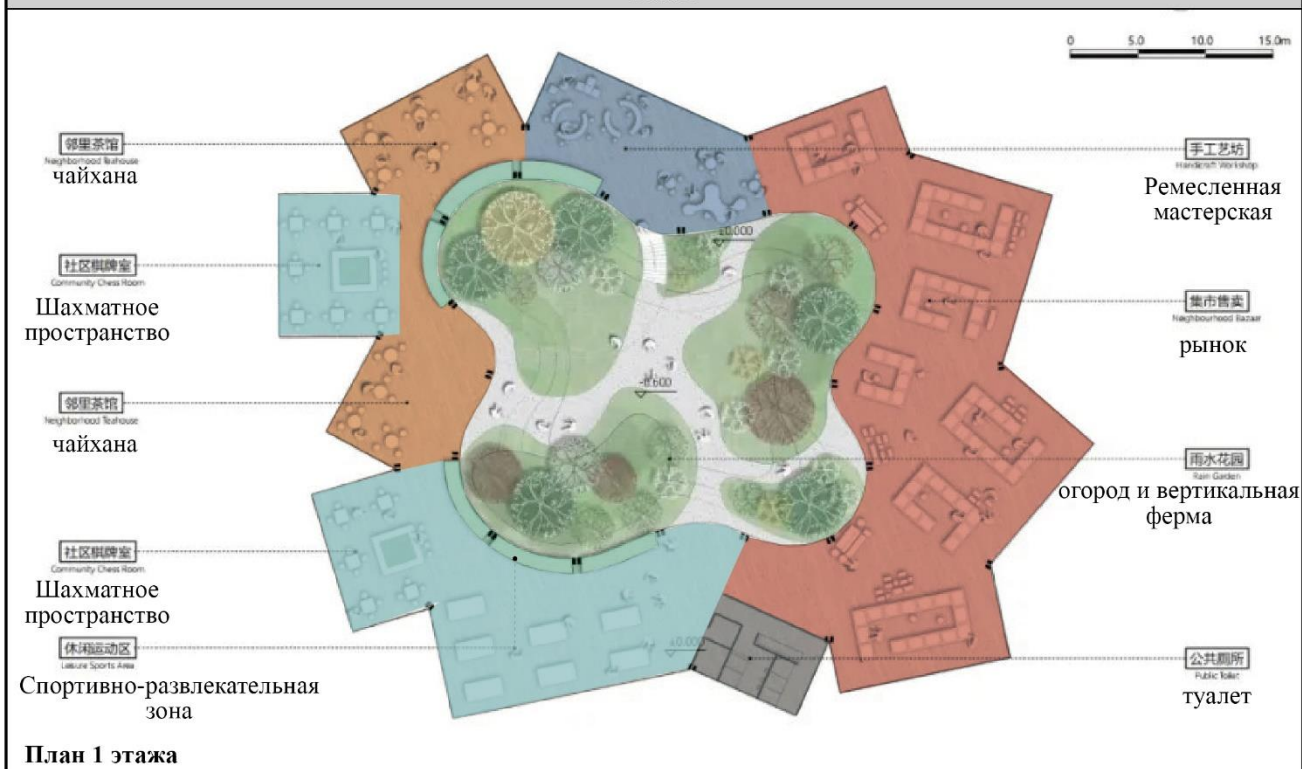 0 5.0 10.0 15.0m
邻里茶馆
Neighborhood Teahouse
чайхана
社区棋牌室
Community Chess Room
Шахматное
пространство
邻里茶馆
Neighborhood Teahouse
чайхана
社区棋牌室
Community Chess Room
Шахматное
пространство
休闲运动区
Leisure Sports Area
Спортивно-развлекательная
зона
±0.000
-0.600
±0.000
手工艺坊
Handicraft Workshop
Ремесленная
мастерская
集市售卖
Neighbourhood Bazaar
рынок
雨水花园
Rain Garden
огород и вертикальная
ферма
公共厕所
Public Toilet
туалет
План 1 этажа